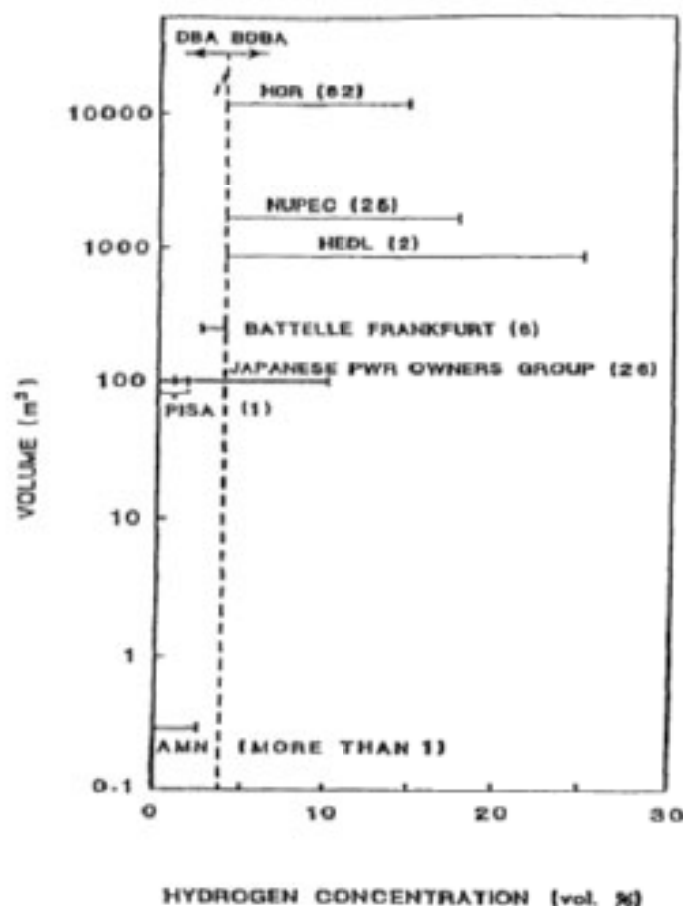 DBA BDBA
HDR (62)
10000
NUPEC (25)
1000
HEDL (2)
BATTELLE FRANKFURT (6)
JAPANESE PWR OWNERS GROUP (26)
100
PISA (1)
VOLUME (m³)
10
1
AMN (MORE THAN 1)
0.1
0 10 20 30
HYDROGEN CONCENTRATION (vol. %)